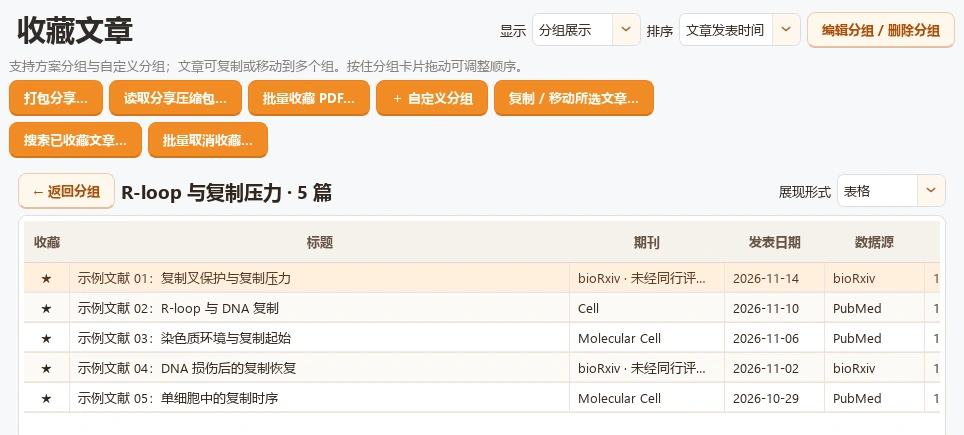 收藏文章 显示 分组展示 排序 文章发表时间 编辑分组 / 删除分组
支持方案分组与自定义分组；文章可复制或移动到多个组。按住分组卡片拖动可调整顺序。
打包分享... 读取分享压缩包... 批量收藏 PDF... + 自定义分组 复制 / 移动所选文章...
搜索已收藏文章... 批量取消收藏...
← 返回分组 R-loop 与复制压力 · 5 篇 展现形式 表格
收藏 标题 期刊 发表日期 数据源
★ 示例文献 01：复制叉保护与复制压力 bioRxiv · 未经同行评... 2026-11-14 bioRxiv 1
★ 示例文献 02：R-loop 与 DNA 复制 Cell 2026-11-10 PubMed 1
★ 示例文献 03：染色质环境与复制起始 Molecular Cell 2026-11-06 PubMed 1
★ 示例文献 04：DNA 损伤后的复制恢复 bioRxiv · 未经同行评... 2026-11-02 bioRxiv 1
★ 示例文献 05：单细胞中的复制时序 Molecular Cell 2026-10-29 PubMed 1